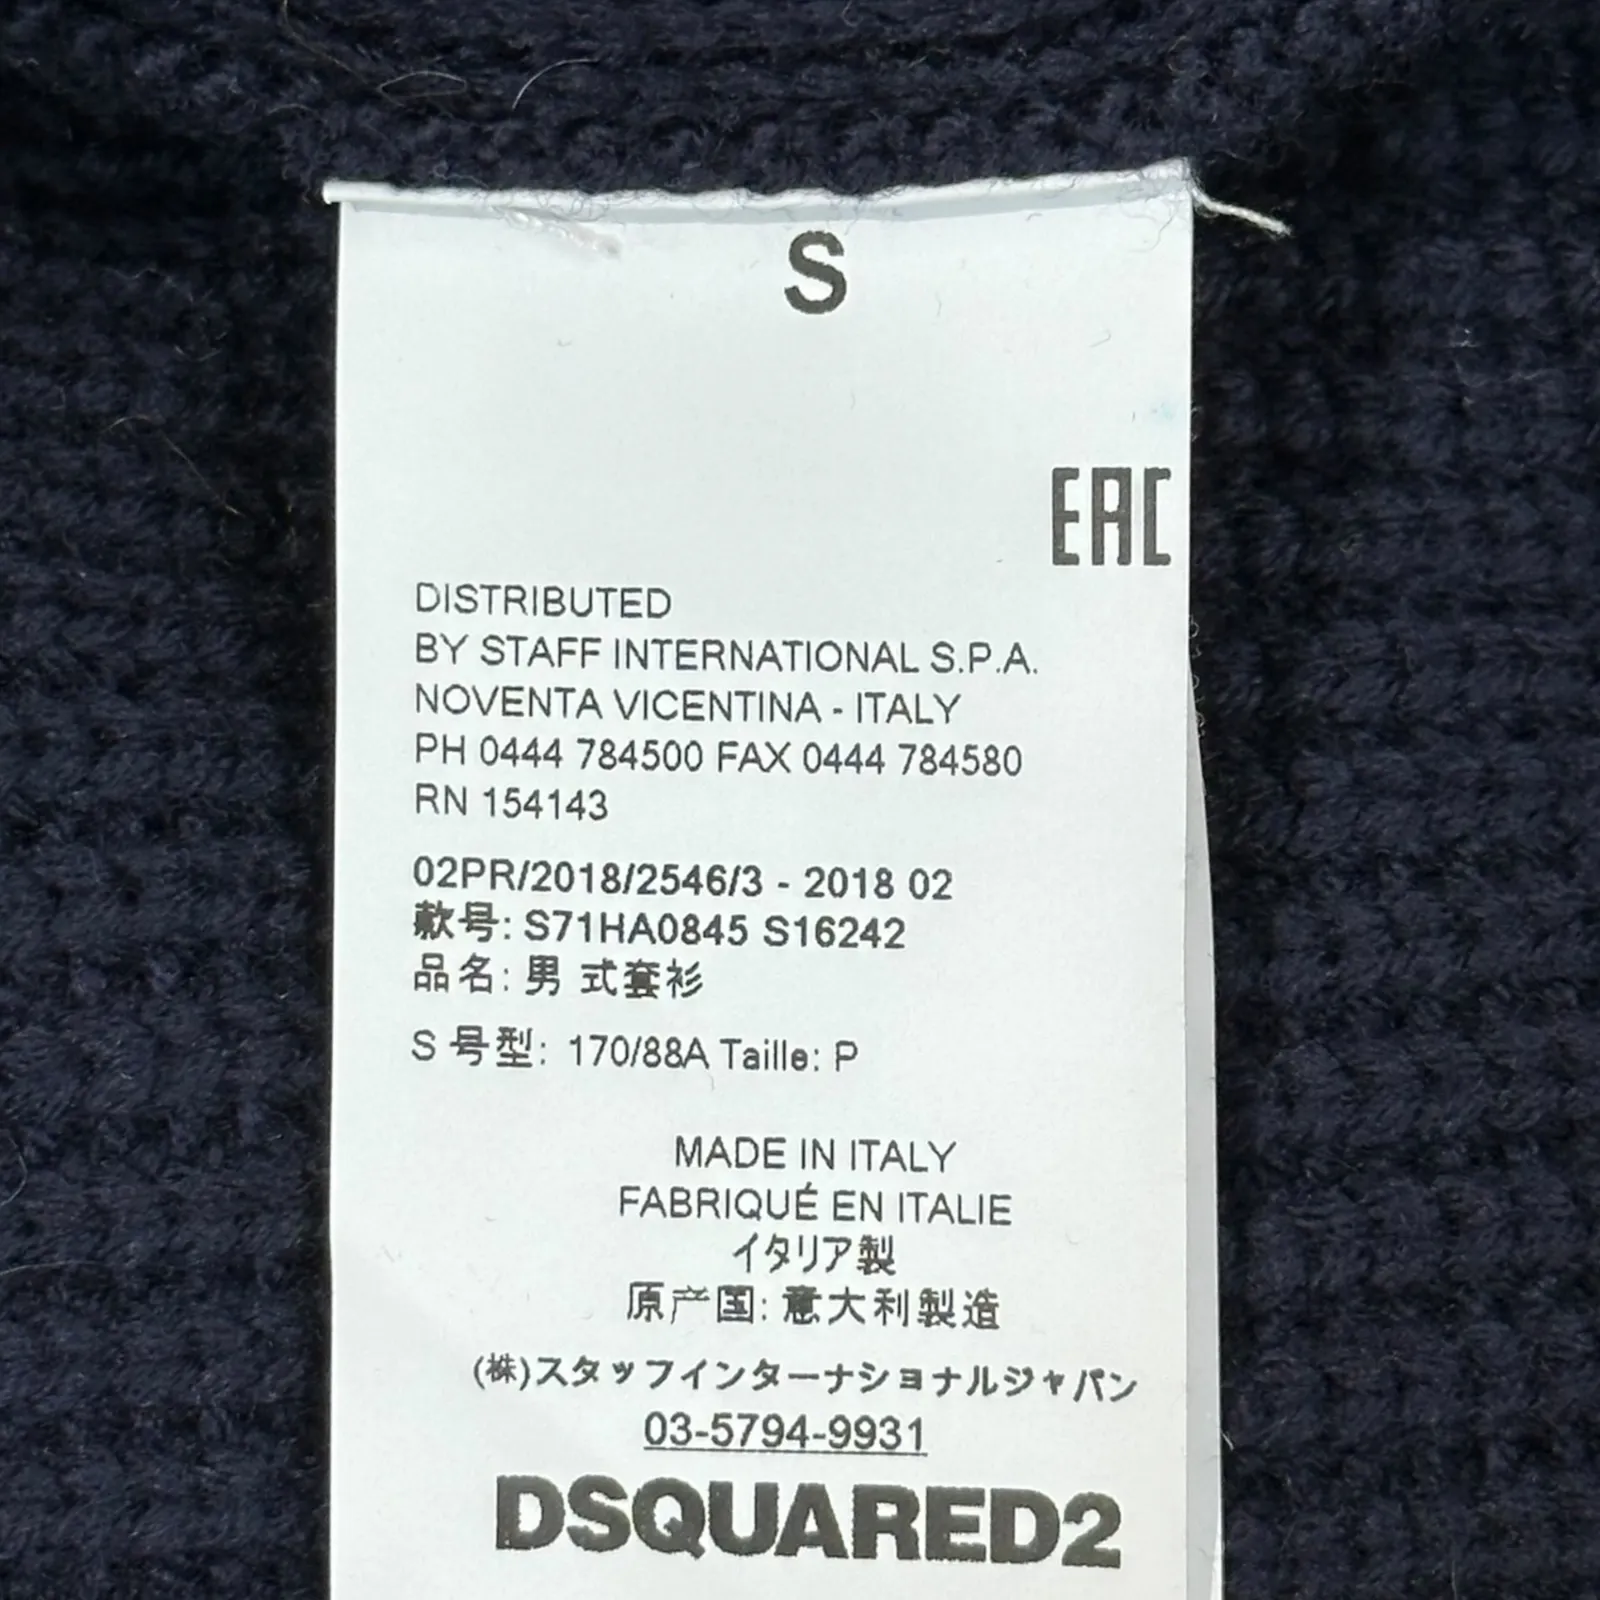 S
EAC
DISTRIBUTED
BY STAFF INTERNATIONAL S.P.A.
NOVENTA VICENTINA - ITALY
PH 0444 784500 FAX 0444 784580
RN 154143
02PR/2018/2546/3 - 2018 02
款号: S71HA0845 S16242
品名: 男 式套衫
S 号型: 170/88A Taille: P
MADE IN ITALY
FABRIQUÉ EN ITALIE
イタリア製
原产国: 意大利製造
(株)スタッフインターナショナルジャパン
03-5794-9931
DSQUARED2